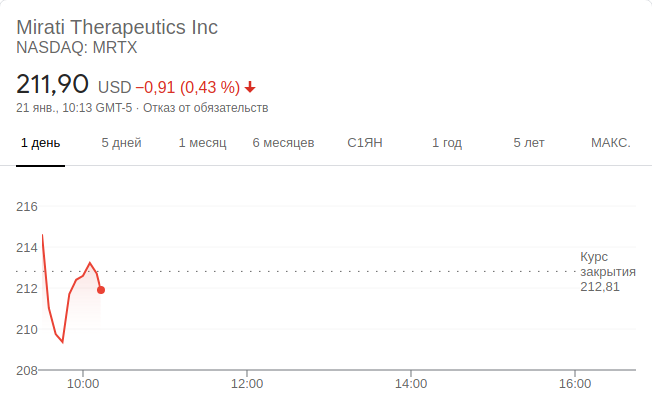 Mirati Therapeutics Inc
NASDAQ: MRTX
211,90 USD −0,91 (0,43 %)
21 янв., 10:13 GMT-5 · Отказ от обязательств
1 день 5 дней 1 месяц 6 месяцев С1ЯН 1 год 5 лет МАКС.
216
214
212
210
208
Курс
закрытия
212,81
10:00 12:00 14:00 16:00